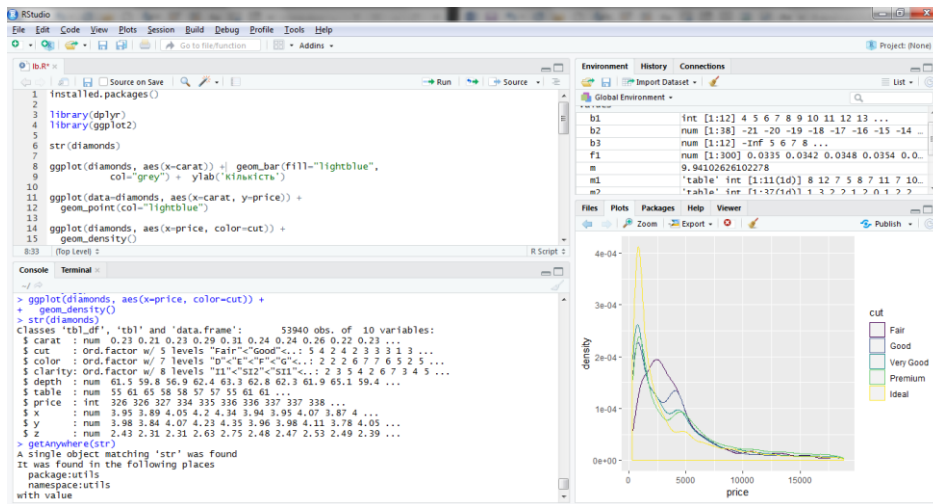 RStudio
File Edit Code View Plots Session Build Debug Profile Tools Help
Go to file/function Addins Project: (None)
lb.R*
Source on Save Run Source
1 installed.packages()
2
3 library(dplyr)
4 library(ggplot2)
5
6 str(diamonds)
7
8 ggplot(diamonds, aes(x=carat)) + geom_bar(fill="lightblue",
9 col="grey") + ylab('кількість')
10
11 ggplot(data=diamonds, aes(x=carat, y=price)) +
12 geom_point(col="lightblue")
13
14 ggplot(diamonds, aes(x=price, color=cut)) +
15 geom_density()
8:33 (Top Level) R Script
Console Terminal
~/
> ggplot(diamonds, aes(x=price, color=cut)) +
+ geom_density()
> str(diamonds)
Classes 'tbl_df', 'tbl' and 'data.frame': 53940 obs. of 10 variables:
$ carat : num 0.23 0.21 0.23 0.29 0.31 0.24 0.24 0.26 0.22 0.23 ...
$ cut : Ord.factor w/ 5 levels "Fair"<"Good"<..: 5 4 2 4 2 3 3 3 1 3 ...
$ color : Ord.factor w/ 7 levels "D"<"E"<"F"<"G"<..: 2 2 2 6 7 7 6 5 2 5 ...
$ clarity: Ord.factor w/ 8 levels "I1"<"SI2"<"SI1"<..: 2 3 5 4 2 6 7 3 4 5 ...
$ depth : num 61.5 59.8 56.9 62.4 63.3 62.8 62.3 61.9 65.1 59.4 ...
$ table : num 55 61 65 58 58 57 57 55 61 61 ...
$ price : int 326 326 327 334 335 336 336 337 337 338 ...
$ x : num 3.95 3.89 4.05 4.2 4.34 3.94 3.95 4.07 3.87 4 ...
$ y : num 3.98 3.84 4.07 4.23 4.35 3.96 3.98 4.11 3.78 4.05 ...
$ z : num 2.43 2.31 2.31 2.63 2.75 2.48 2.47 2.53 2.49 2.39 ...
> getAnywhere(str)
A single object matching 'str' was found
It was found in the following places
package:utils
namespace:utils
with value
Environment History Connections
Import Dataset List
Global Environment
b1 int [1:12] 4 5 6 7 8 9 10 11 12 13 ...
b2 num [1:38] -21 -20 -19 -18 -17 -16 -15 -14 ...
b3 num [1:12] -Inf 5 6 7 8 ...
f1 num [1:300] 0.0335 0.0342 0.0348 0.0354 0.0...
m 9.94102626102278
m1 'table' int [1:11(1d)] 8 12 7 5 8 7 11 7 10...
m2 'table' int [1:37(1d)] 1 3 2 2 1 2 0 1 2 2
Files Plots Packages Help Viewer
Zoom Export Publish
4e-04
3e-04
2e-04
1e-04
0e+00
density
0 5000 10000 15000
price
cut
Fair
Good
Very Good
Premium
Ideal